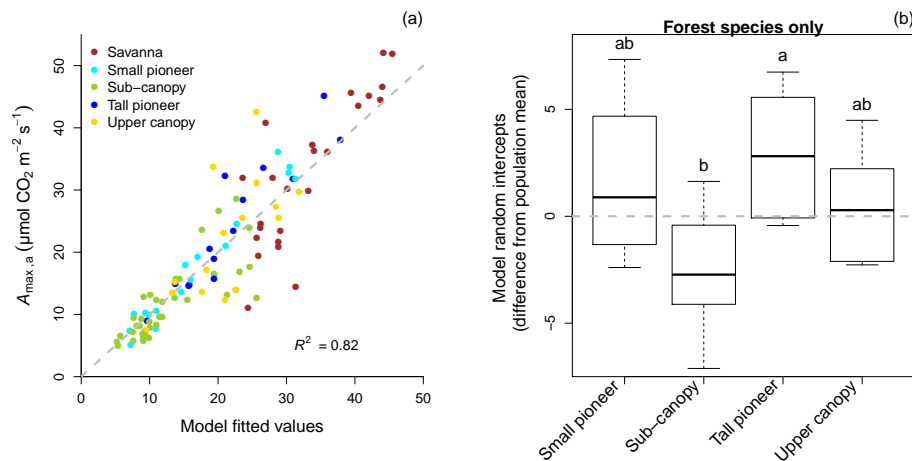 (a)
50
40
30
20
10
0
Amax,a (μmol CO2 m−2 s−1)
Savanna
Small pioneer
Sub−canopy
Tall pioneer
Upper canopy
R2 = 0.82
0 10 20 30 40 50
Model fitted values
(b)
Forest species only
ab b a ab
5
0
−5
Model random intercepts
(difference from population mean)
Small pioneer
Sub−canopy
Tall pioneer
Upper canopy